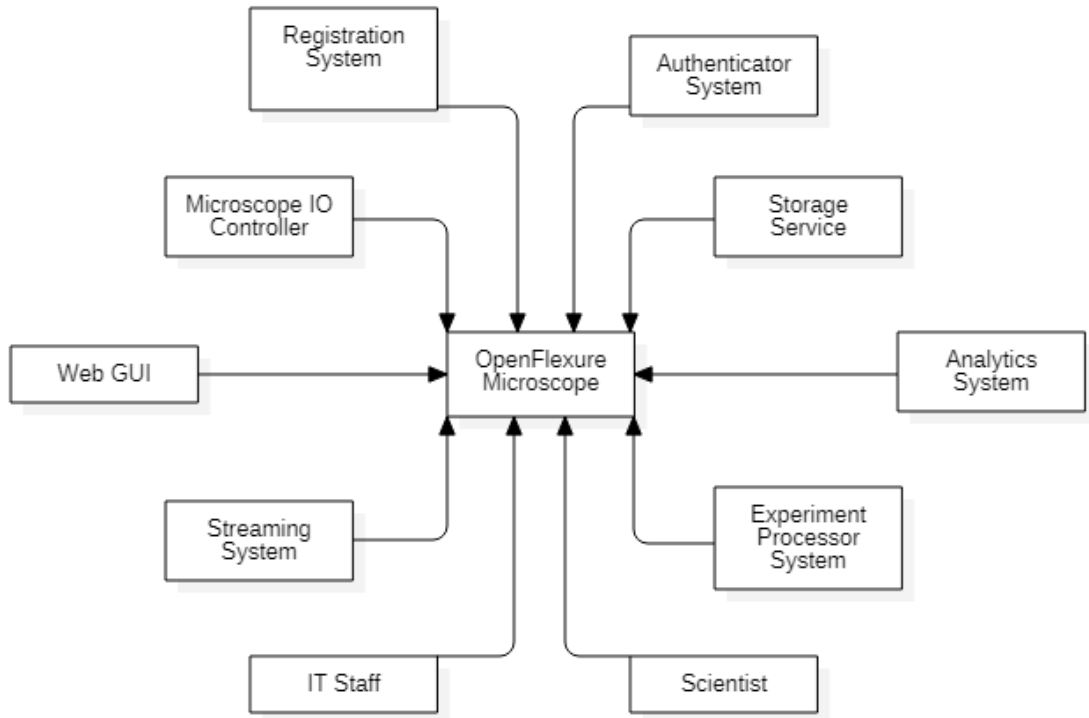 Registration
System
Authenticator
System
Microscope IO
Controller
Storage
Service
Web GUI
OpenFlexure
Microscope
Analytics
System
Streaming
System
Experiment
Processor
System
IT Staff
Scientist